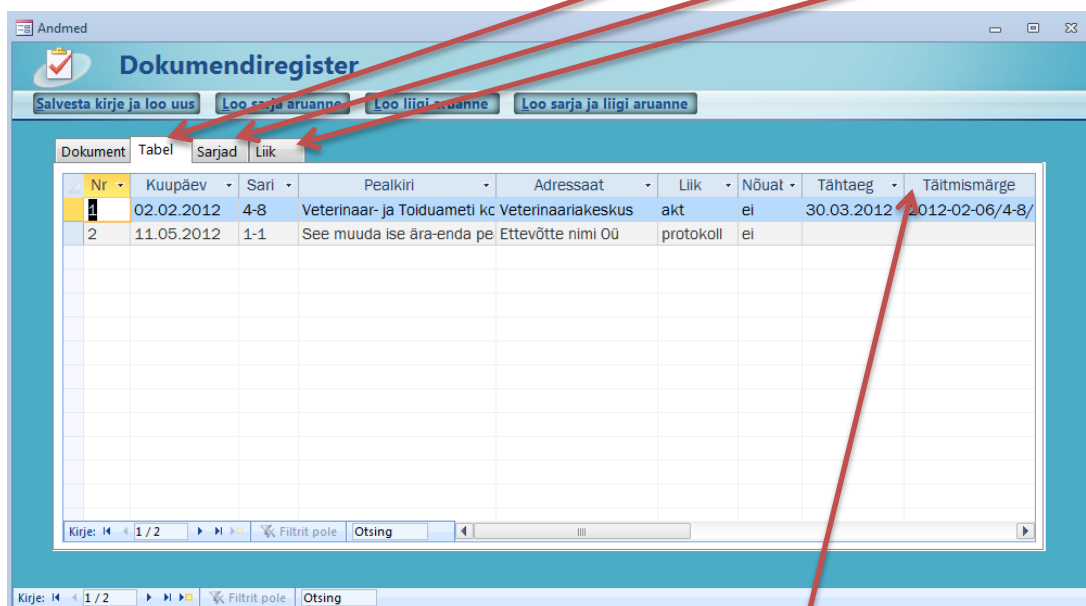 Andmed
Dokumendiregister
Salvesta kirje ja loo uus Loo sarja aruanne Loo liigi aruanne Loo sarja ja liigi aruanne
Dokument Tabel Sarjad Liik
Nr Kuupäev Sari Pealkiri Adressaat Liik Nõuat Tähtaeg Täitmismärge
1 02.02.2012 4-8 Veterinaar- ja Toiduameti kc Veterinaariakeskus akt ei 30.03.2012 2012-02-06/4-8/
2 11.05.2012 1-1 See muuda ise ära-enda pe Ettevõtte nimi Oü protokoll ei
Kirje: 1 / 2 Filtrit pole Otsing
Kirje: 1 / 2 Filtrit pole Otsing